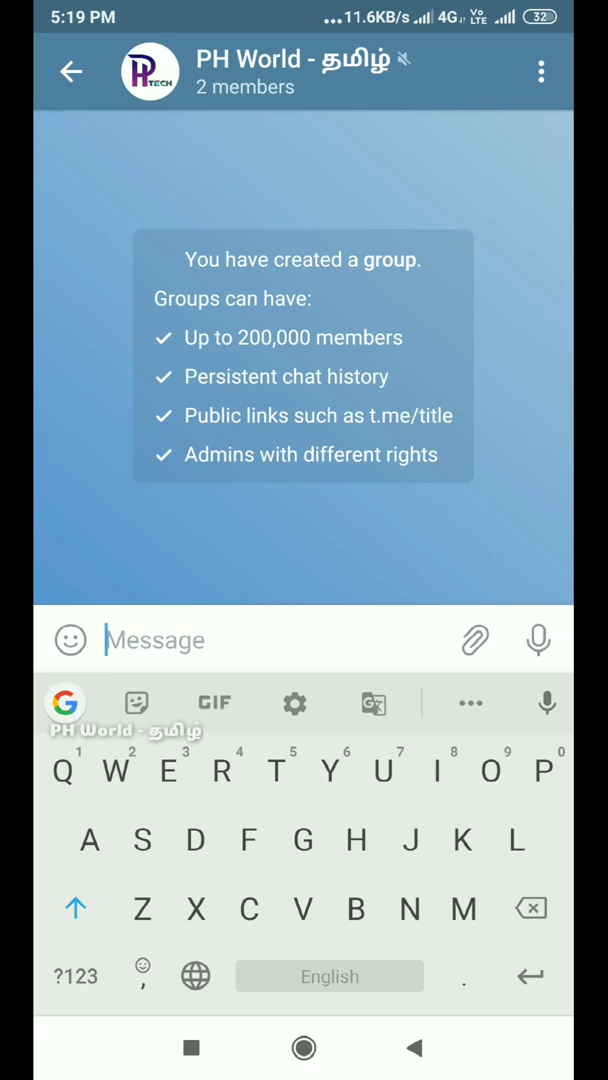 5:19 PM ...11.6KB/s 4G Vo LTE 32
PH World - தமிழ்
2 members
PH TECH
You have created a group.
Groups can have:
Up to 200,000 members
Persistent chat history
Public links such as t.me/title
Admins with different rights
Message
G GIF G
PH World - தமிழ்
1 2 3 4 5 6 7 8 9 0
Q W E R T Y U I O P
A S D F G H J K L
Z X C V B N M
?123 , English .